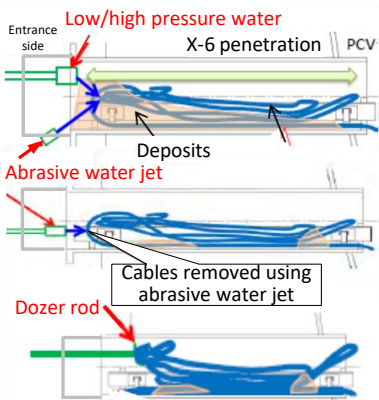 Low/high pressure water
Entrance
side
X-6 penetration
PCV
Deposits
Abrasive water jet
Cables removed using
abrasive water jet
Dozer rod